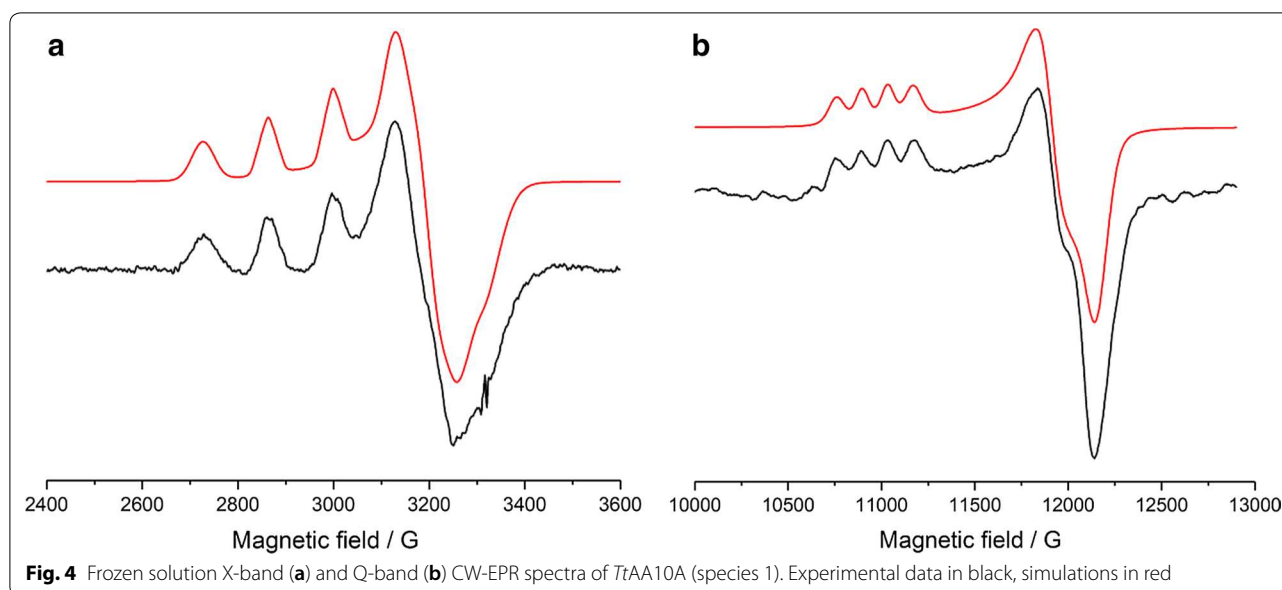 a
b
2400 2600 2800 3000 3200 3400 3600
10000 10500 11000 11500 12000 12500 13000
Magnetic field / G
Magnetic field / G
Fig. 4 Frozen solution X-band (a) and Q-band (b) CW-EPR spectra of TtAA10A (species 1). Experimental data in black, simulations in red